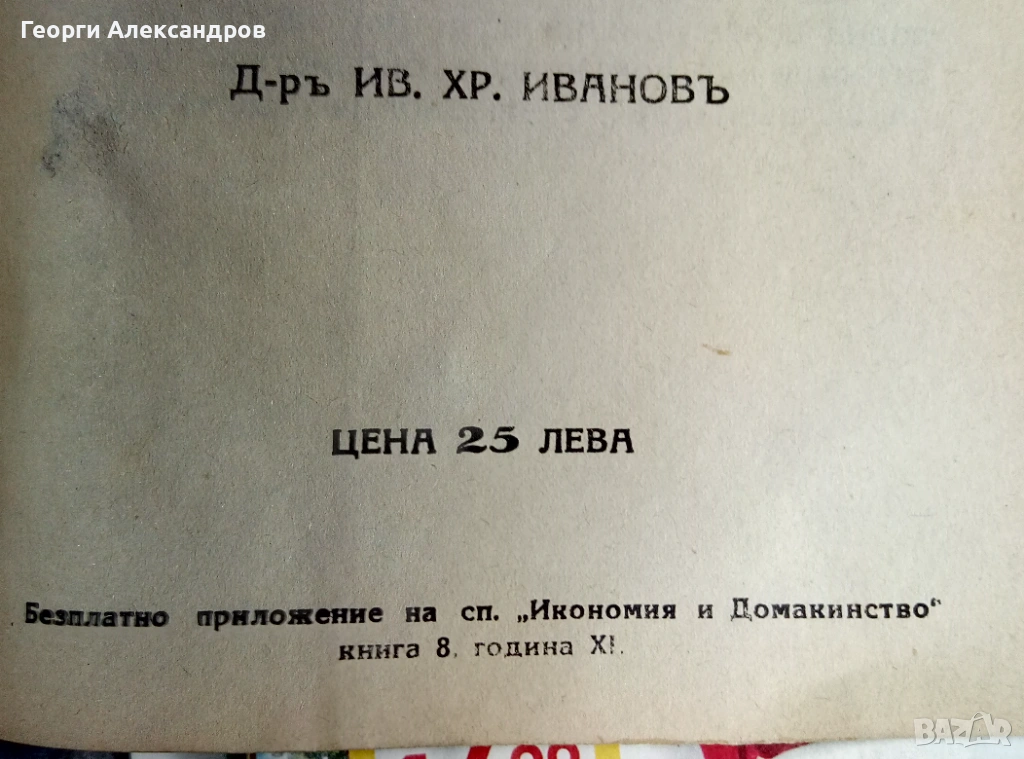 Георги Александров
Д-ръ ИВ. ХР. ИВАНОВЪ
ЦЕНА 25 ЛЕВА
Безплатно приложение на сп. „Икономия и Домакинство“
книга 8, година XI.
BAZAR